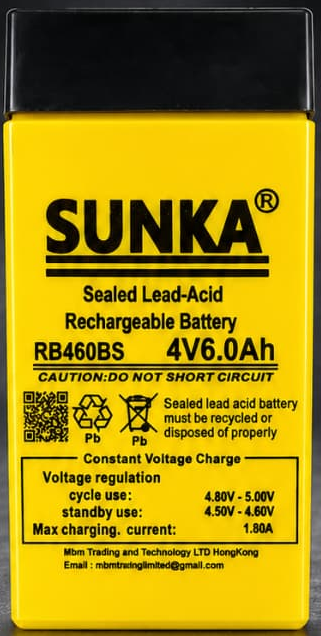 SUNKA®
Sealed Lead-Acid
Rechargeable Battery
RB460BS 4V6.0Ah
CAUTION:DO NOT SHORT CIRCUIT
Pb
Pb
Sealed lead acid battery
must be recycled or
disposed of properly
Constant Voltage Charge
Voltage regulation
cycle use: 4.80V - 5.00V
standby use: 4.50V - 4.60V
Max charging. current: 1.80A
Mbm Trading and Technology LTD HongKong
Email : mbmtraxinglimited@gmail.com